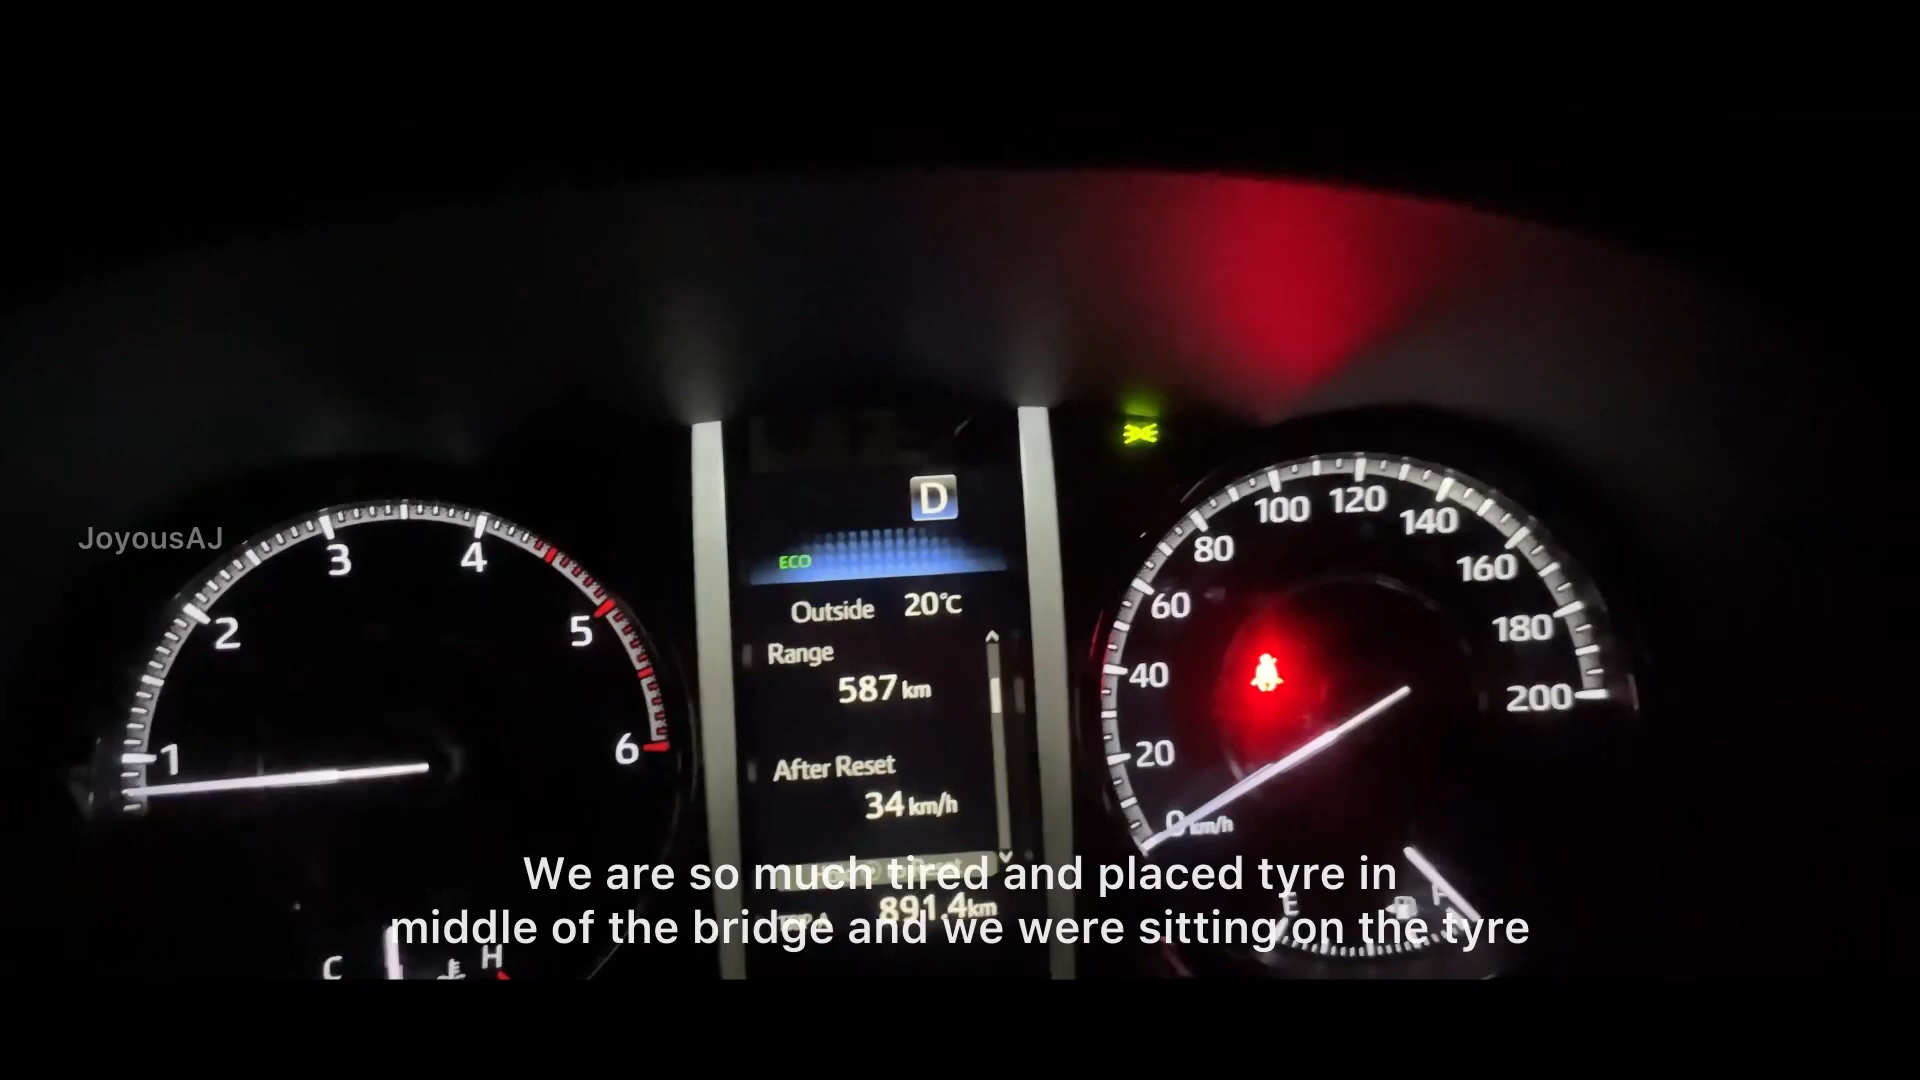 D
ECO
Outside 20°C
Range
587 km
After Reset
34 km/h
891.4km
JoyousAJ
1
2
3
4
5
6
C
H
0 km/h
20
40
60
80
100
120
140
160
180
200
E
F
We are so much tired and placed tyre in
middle of the bridge and we were sitting on the tyre